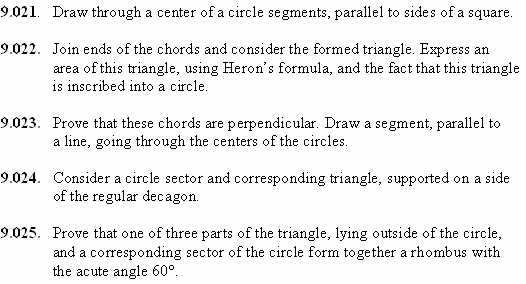 9.021. Draw through a center of a circle segments, parallel to sides of a square.
9.022. Join ends of the chords and consider the formed triangle. Express an
area of this triangle, using Heron's formula, and the fact that this triangle
is inscribed into a circle.
9.023. Prove that these chords are perpendicular. Draw a segment, parallel to
a line, going through the centers of the circles.
9.024. Consider a circle sector and corresponding triangle, supported on a side
of the regular decagon.
9.025. Prove that one of three parts of the triangle, lying outside of the circle,
and a corresponding sector of the circle form together a rhombus with
the acute angle 60°.